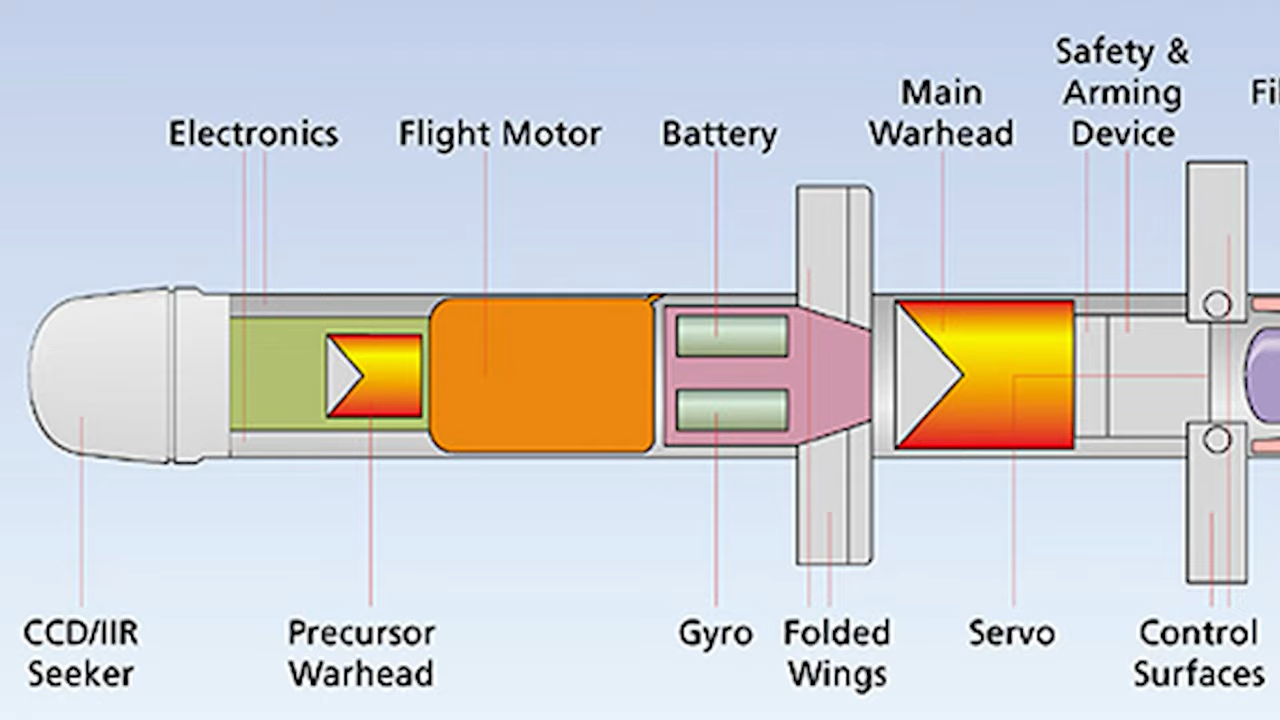 Safety &
Main
Arming
Electronics
Flight Motor
Battery
Warhead
Device
CCD/IIR
Precursor
Gyro
Folded
Servo
Control
Seeker
Warhead
Wings
Surfaces